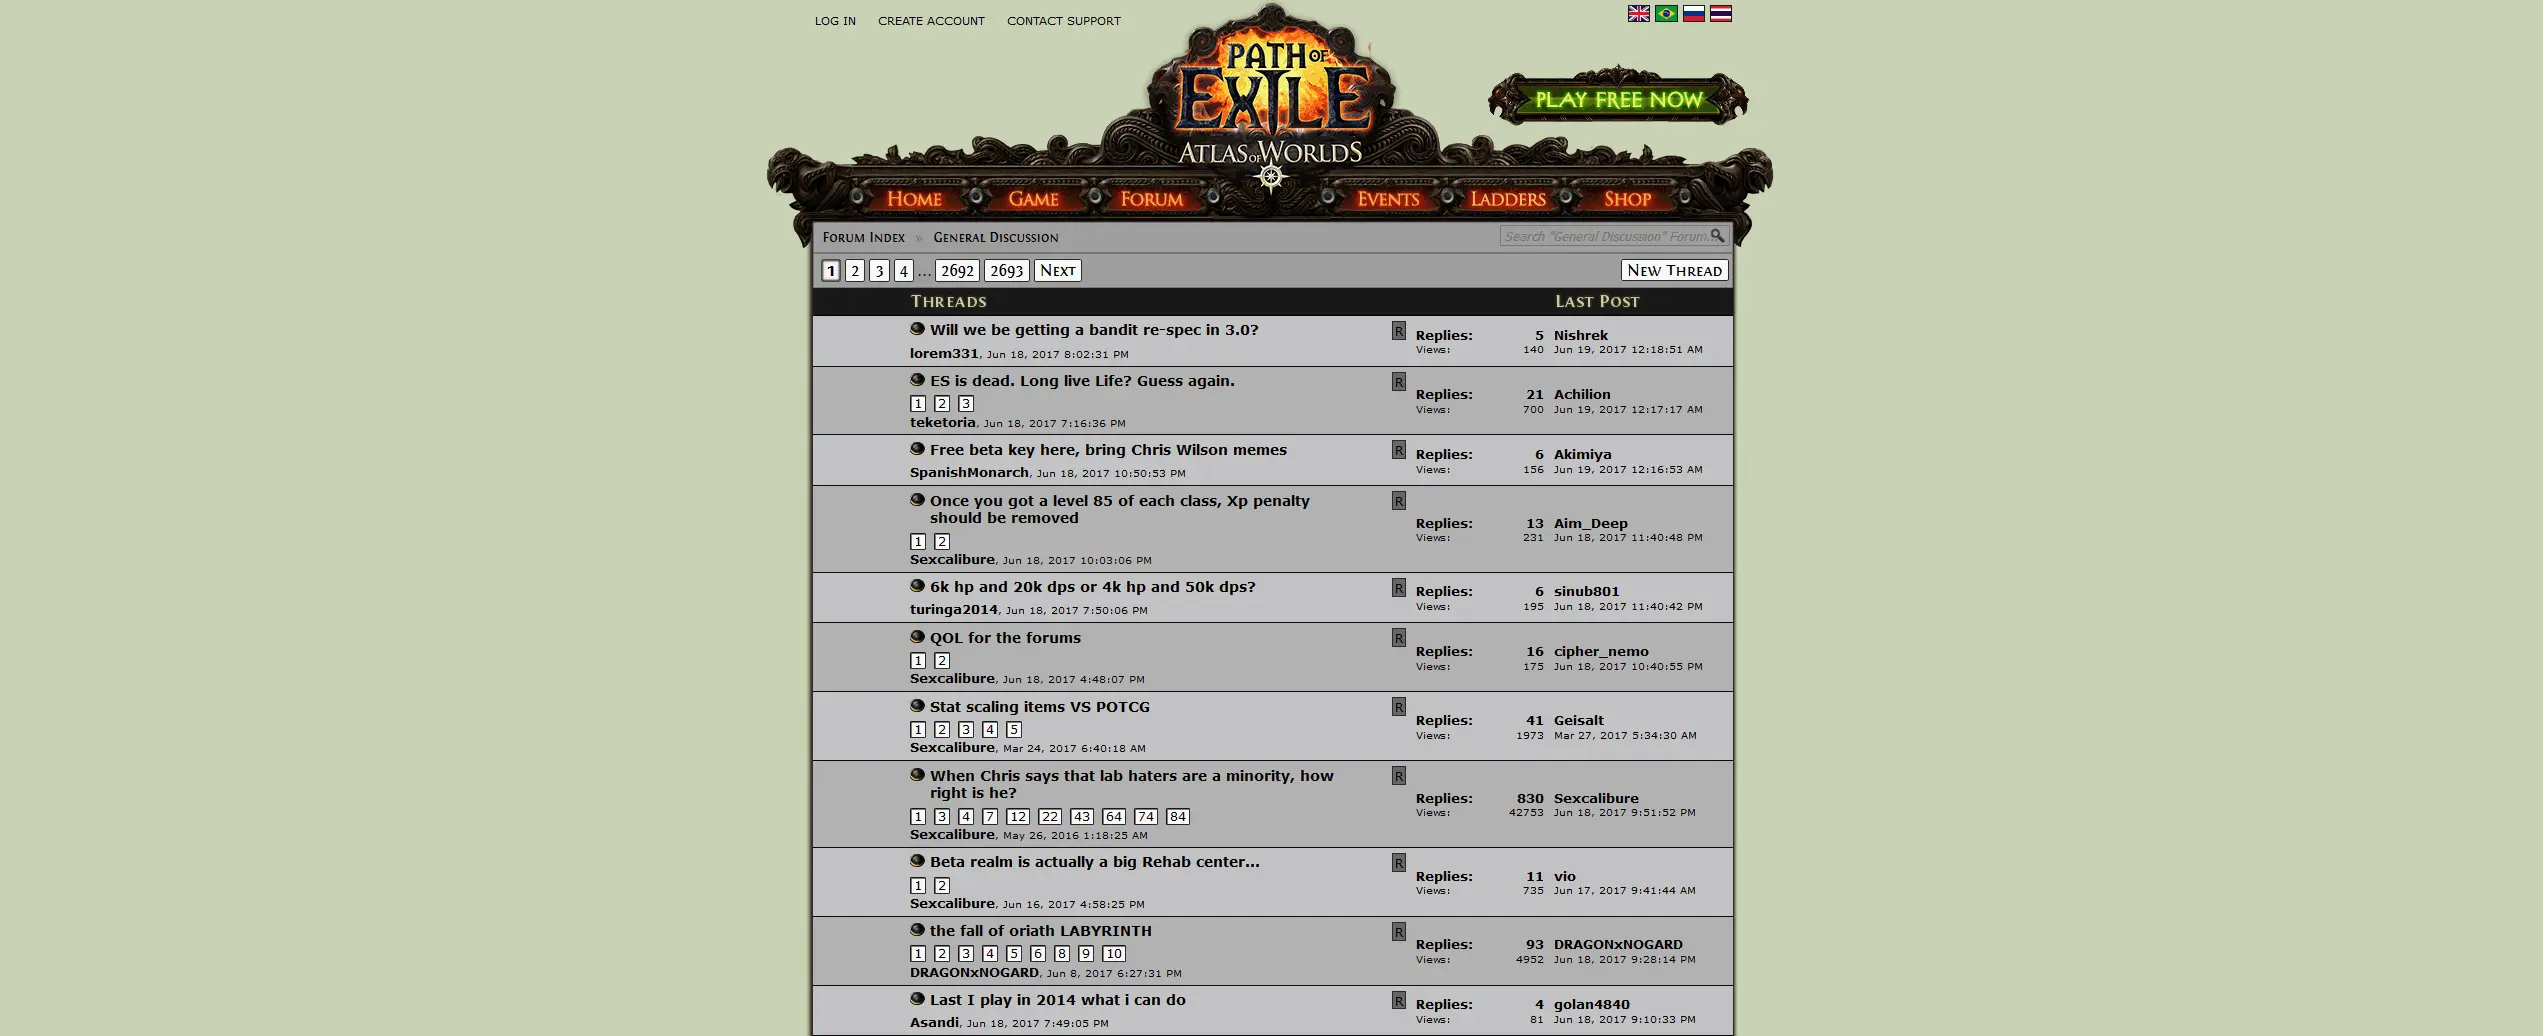 LOG IN CREATE ACCOUNT CONTACT SUPPORT
PATH OF
EXILE
ATLAS OF WORLDS
PLAY FREE NOW
HOME GAME FORUM EVENTS LADDERS SHOP
FORUM INDEX » GENERAL DISCUSSION Search "General Discussion" Forum...
1 2 3 4 ... 2692 2693 NEXT NEW THREAD
THREADS LAST POST
Will we be getting a bandit re-spec in 3.0? R Replies: 5 Nishrek
lorem331, Jun 18, 2017 8:02:31 PM Views: 140 Jun 19, 2017 12:18:51 AM
ES is dead. Long live Life? Guess again. R
1 2 3 Replies: 21 Achilion
teketoria, Jun 18, 2017 7:16:36 PM Views: 700 Jun 19, 2017 12:17:17 AM
Free beta key here, bring Chris Wilson memes R Replies: 6 Akimiya
SpanishMonarch, Jun 18, 2017 10:50:53 PM Views: 156 Jun 19, 2017 12:16:53 AM
Once you got a level 85 of each class, Xp penalty R
should be removed Replies: 13 Aim_Deep
1 2 Views: 231 Jun 18, 2017 11:40:48 PM
Sexcalibure, Jun 18, 2017 10:03:06 PM
6k hp and 20k dps or 4k hp and 50k dps? R Replies: 6 sinub801
turinga2014, Jun 18, 2017 7:50:06 PM Views: 195 Jun 18, 2017 11:40:42 PM
QOL for the forums R
1 2 Replies: 16 cipher_nemo
Sexcalibure, Jun 18, 2017 4:48:07 PM Views: 175 Jun 18, 2017 10:40:55 PM
Stat scaling items VS POTCG R
1 2 3 4 5 Replies: 41 Geisalt
Sexcalibure, Mar 24, 2017 6:40:18 AM Views: 1973 Mar 27, 2017 5:34:30 AM
When Chris says that lab haters are a minority, how R
right is he? Replies: 830 Sexcalibure
1 3 4 7 12 22 43 64 74 84 Views: 42753 Jun 18, 2017 9:51:52 PM
Sexcalibure, May 26, 2016 1:18:25 AM
Beta realm is actually a big Rehab center... R
1 2 Replies: 11 vio
Sexcalibure, Jun 16, 2017 4:58:25 PM Views: 735 Jun 17, 2017 9:41:44 AM
the fall of oriath LABYRINTH R
1 2 3 4 5 6 8 9 10 Replies: 93 DRAGONxNOGARD
DRAGONxNOGARD, Jun 8, 2017 6:27:31 PM Views: 4952 Jun 18, 2017 9:28:14 PM
Last I play in 2014 what i can do R Replies: 4 golan4840
Asandi, Jun 18, 2017 7:49:05 PM Views: 81 Jun 18, 2017 9:10:33 PM